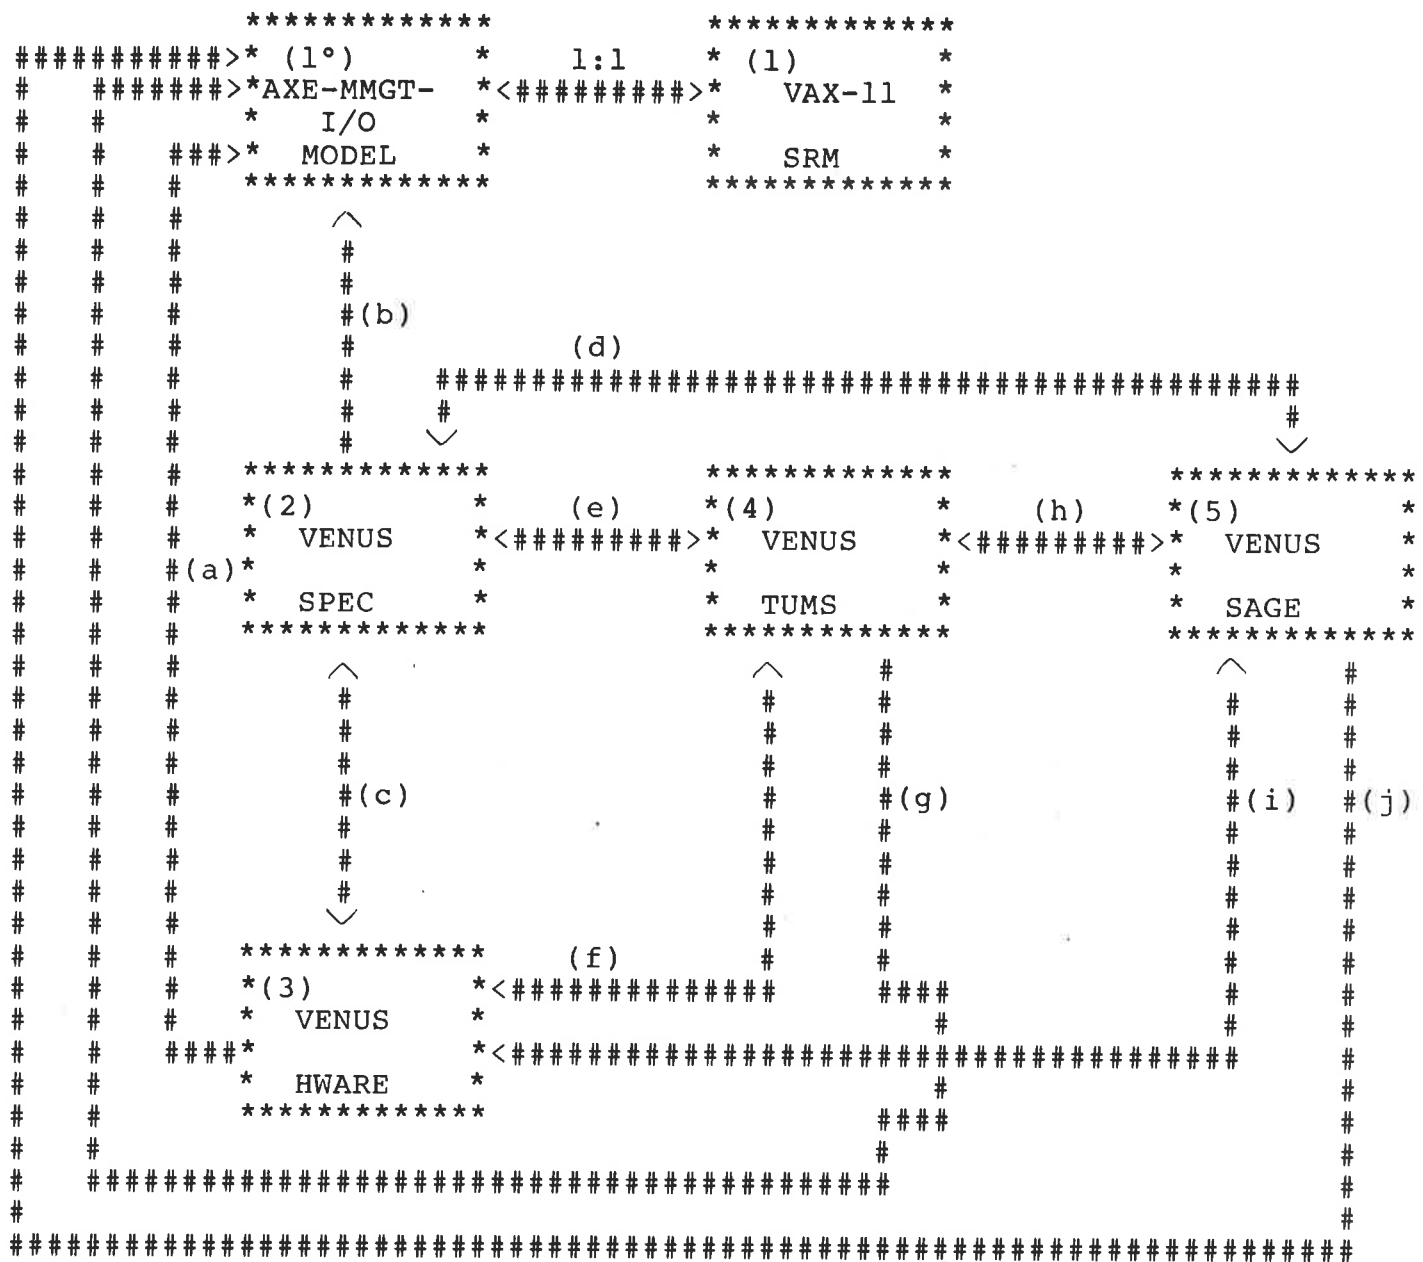 (1°)
AXE-MMGT-
I/O
MODEL
1:1
(1)
VAX-11
SRM
(b)
(d)
(2)
VENUS
SPEC
(e)
(4)
VENUS
TUMS
(h)
(5)
VENUS
SAGE
(a)
(c)
(g)
(i)
(j)
(f)
(3)
VENUS
HWARE